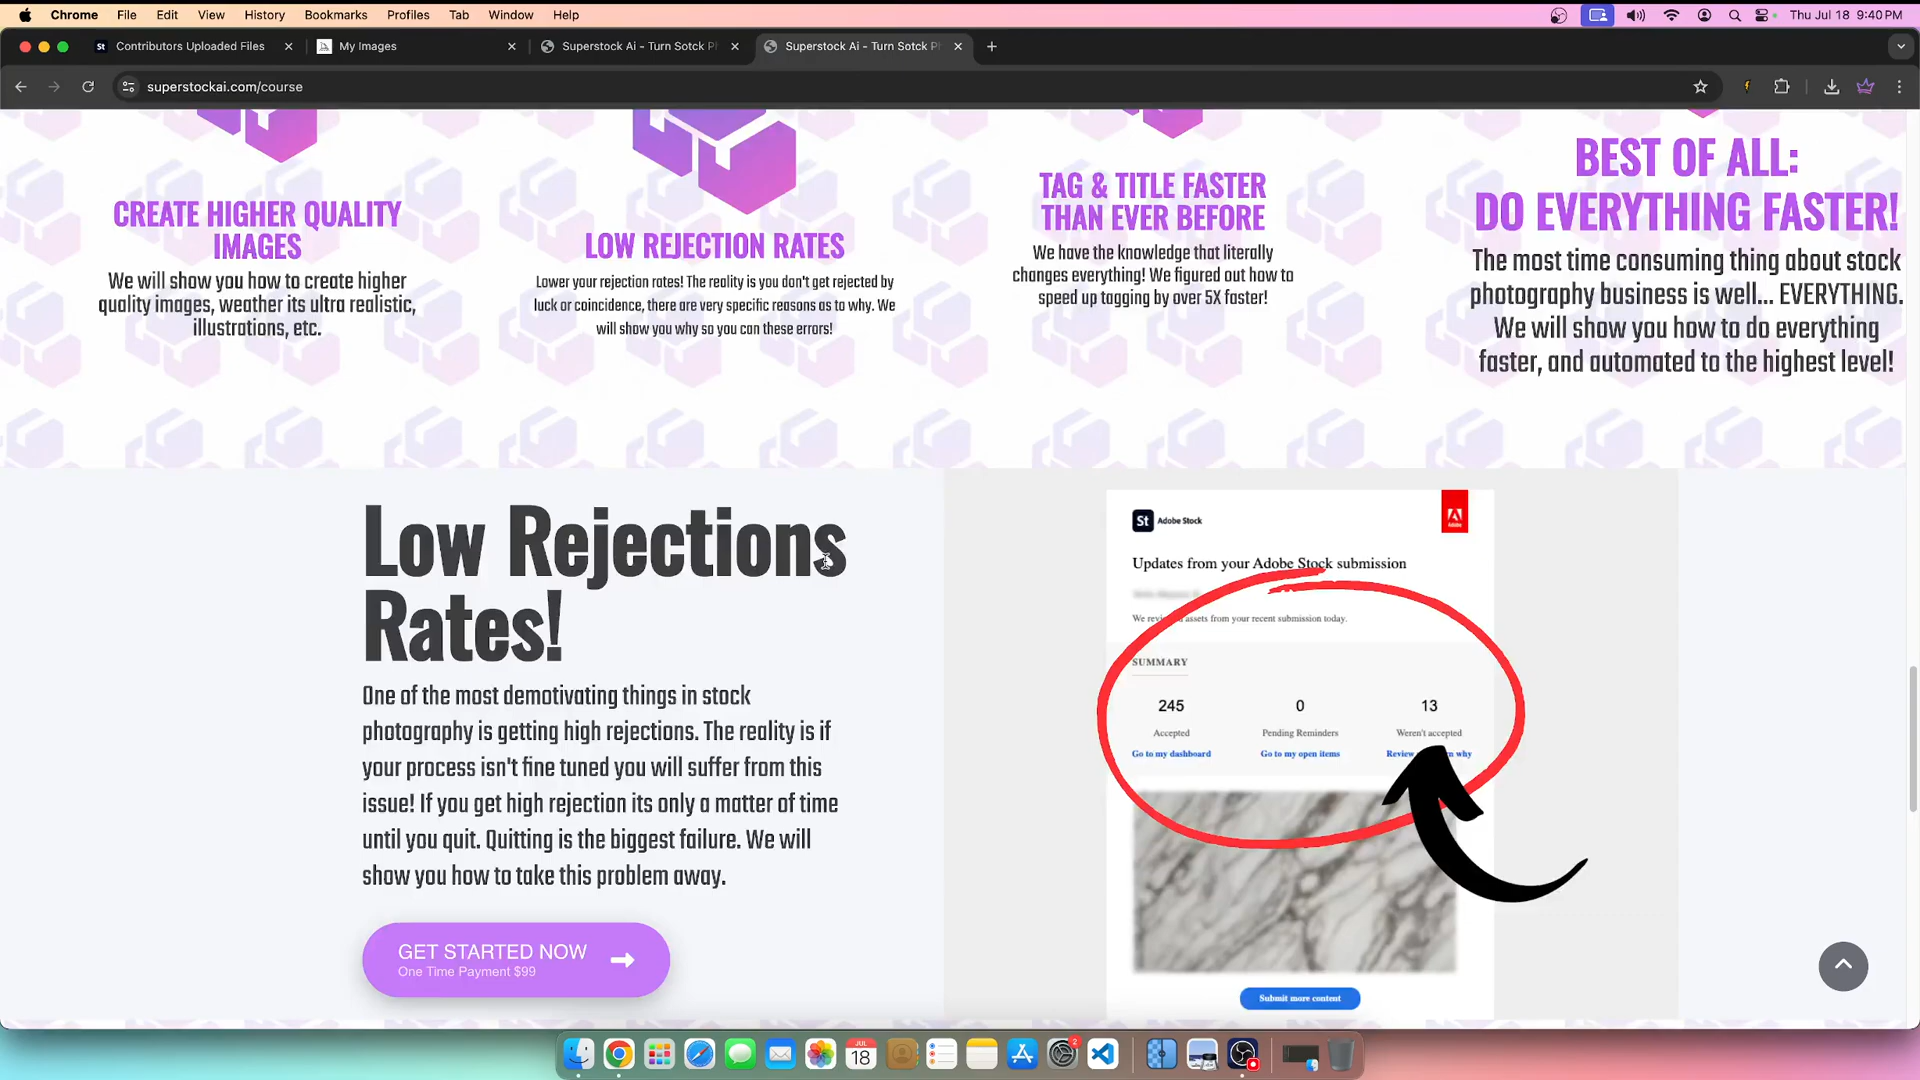 Chrome File Edit View History Bookmarks Profiles Tab Window Help
Thu Jul 18 9:40 PM
St Contributors Uploaded Files
My Images
Superstock Ai - Turn Sotck P
Superstock Ai - Turn Sotck P
superstockai.com/course
CREATE HIGHER QUALITY
IMAGES
We will show you how to create higher
quality images, weather its ultra realistic,
illustrations, etc.
LOW REJECTION RATES
Lower your rejection rates! The reality is you don't get rejected by
luck or coincidence, there are very specific reasons as to why. We
will show you why so you can these errors!
TAG & TITLE FASTER
THAN EVER BEFORE
We have the knowledge that literally
changes everything! We figured out how to
speed up tagging by over 5X faster!
BEST OF ALL:
DO EVERYTHING FASTER!
The most time consuming thing about stock
photography business is well... EVERYTHING.
We will show you how to do everything
faster, and automated to the highest level!
Low Rejections
Rates!
One of the most demotivating things in stock
photography is getting high rejections. The reality is if
your process isn't fine tuned you will suffer from this
issue! If you get high rejection its only a matter of time
until you quit. Quitting is the biggest failure. We will
show you how to take this problem away.
GET STARTED NOW
One Time Payment $99
St Adobe Stock
Adobe
Updates from your Adobe Stock submission
We assets from your recent submission today.
SUMMARY
245 0 13
Accepted Pending Reminders Weren't accepted
Go to my dashboard Go to my open items Review why
Submit more content
JUL
18
2